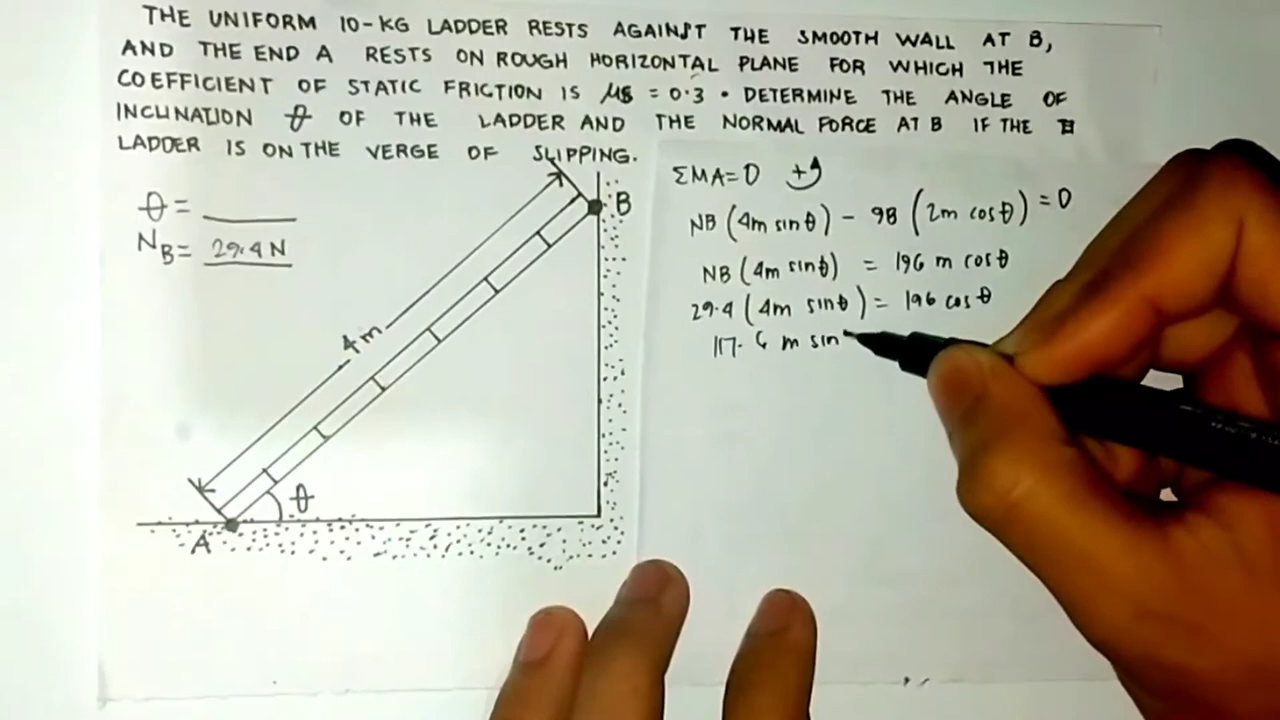 THE UNIFORM 10-KG LADDER RESTS AGAINST THE SMOOTH WALL AT B,
AND THE END A RESTS ON ROUGH HORIZONTAL PLANE FOR WHICH THE
COEFFICIENT OF STATIC FRICTION IS μs = 0.3 . DETERMINE THE ANGLE OF
INCLINATION θ OF THE LADDER AND THE NORMAL FORCE AT B IF THE
LADDER IS ON THE VERGE OF SLIPPING.
θ = ______
NB = 29.4 N
4 m
B
θ
A
ΣMA = 0 +
NB (4m sin θ) - 98 (2m cos θ) = 0
NB (4m sin θ) = 196 m cos θ
29.4 (4m sin θ) = 196 cos θ
117.6 m sin